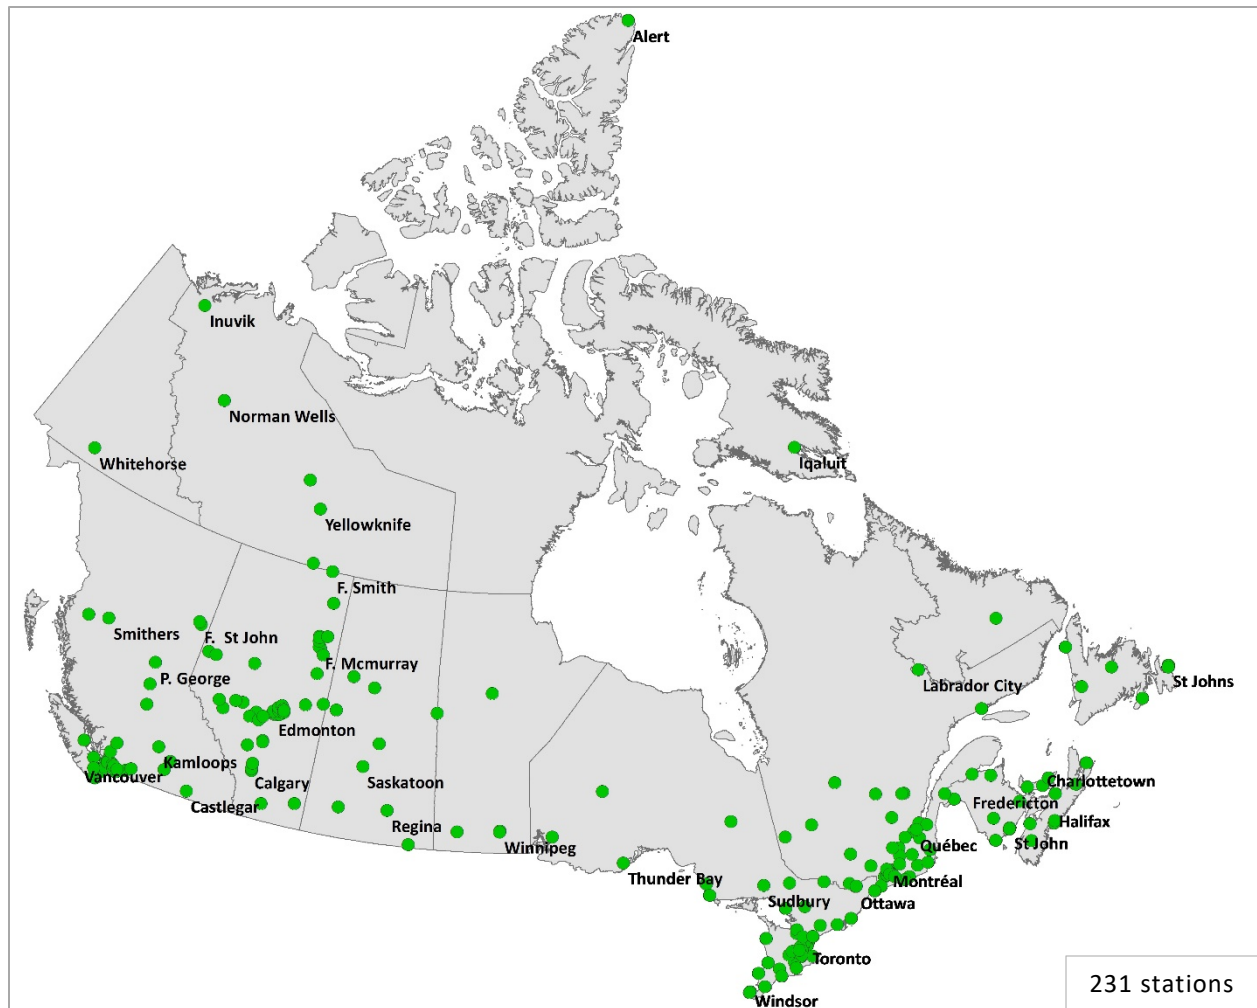 Alert
Inuvik
Norman Wells
Whitehorse
Iqaluit
Yellowknife
F. Smith
Smithers
F. St John
F. Mcmurray
P. George
Labrador City
St Johns
Edmonton
Kamloops
Vancouver
Calgary
Saskatoon
Charlottetown
Castlegar
Fredericton
Regina
Halifax
Winnipeg
Québec
St John
Thunder Bay
Montréal
Sudbury
Ottawa
Toronto
231 stations
Windsor